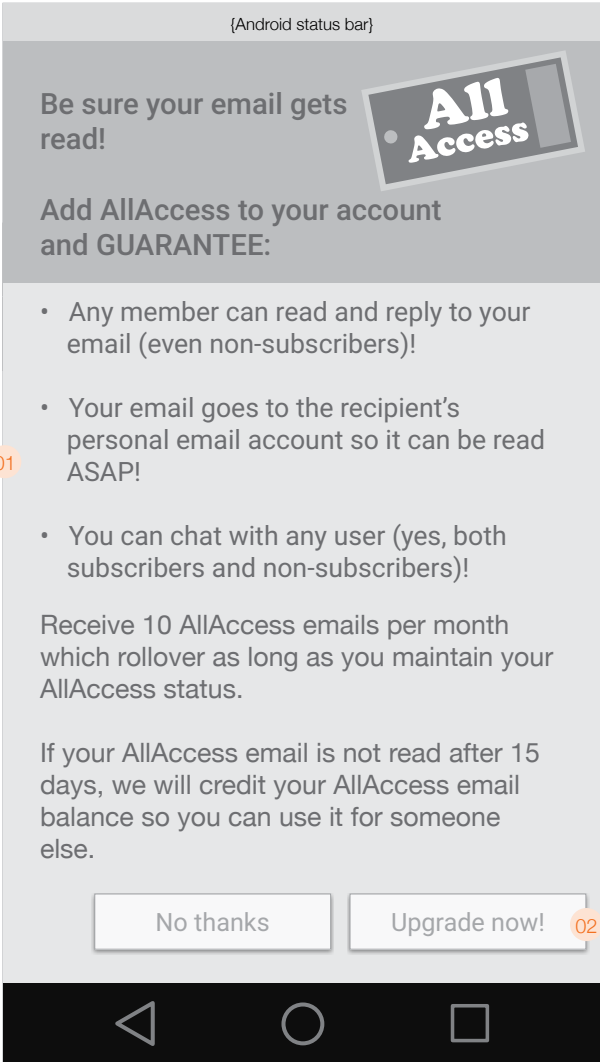 {Android status bar}
Be sure your email gets
read!
All
Access
Add AllAccess to your account
and GUARANTEE:
• Any member can read and reply to your
email (even non-subscribers)!
• Your email goes to the recipient's
personal email account so it can be read
ASAP!
01
• You can chat with any user (yes, both
subscribers and non-subscribers)!
Receive 10 AllAccess emails per month
which rollover as long as you maintain your
AllAccess status.
If your AllAccess email is not read after 15
days, we will credit your AllAccess email
balance so you can use it for someone
else.
No thanks
Upgrade now!
02